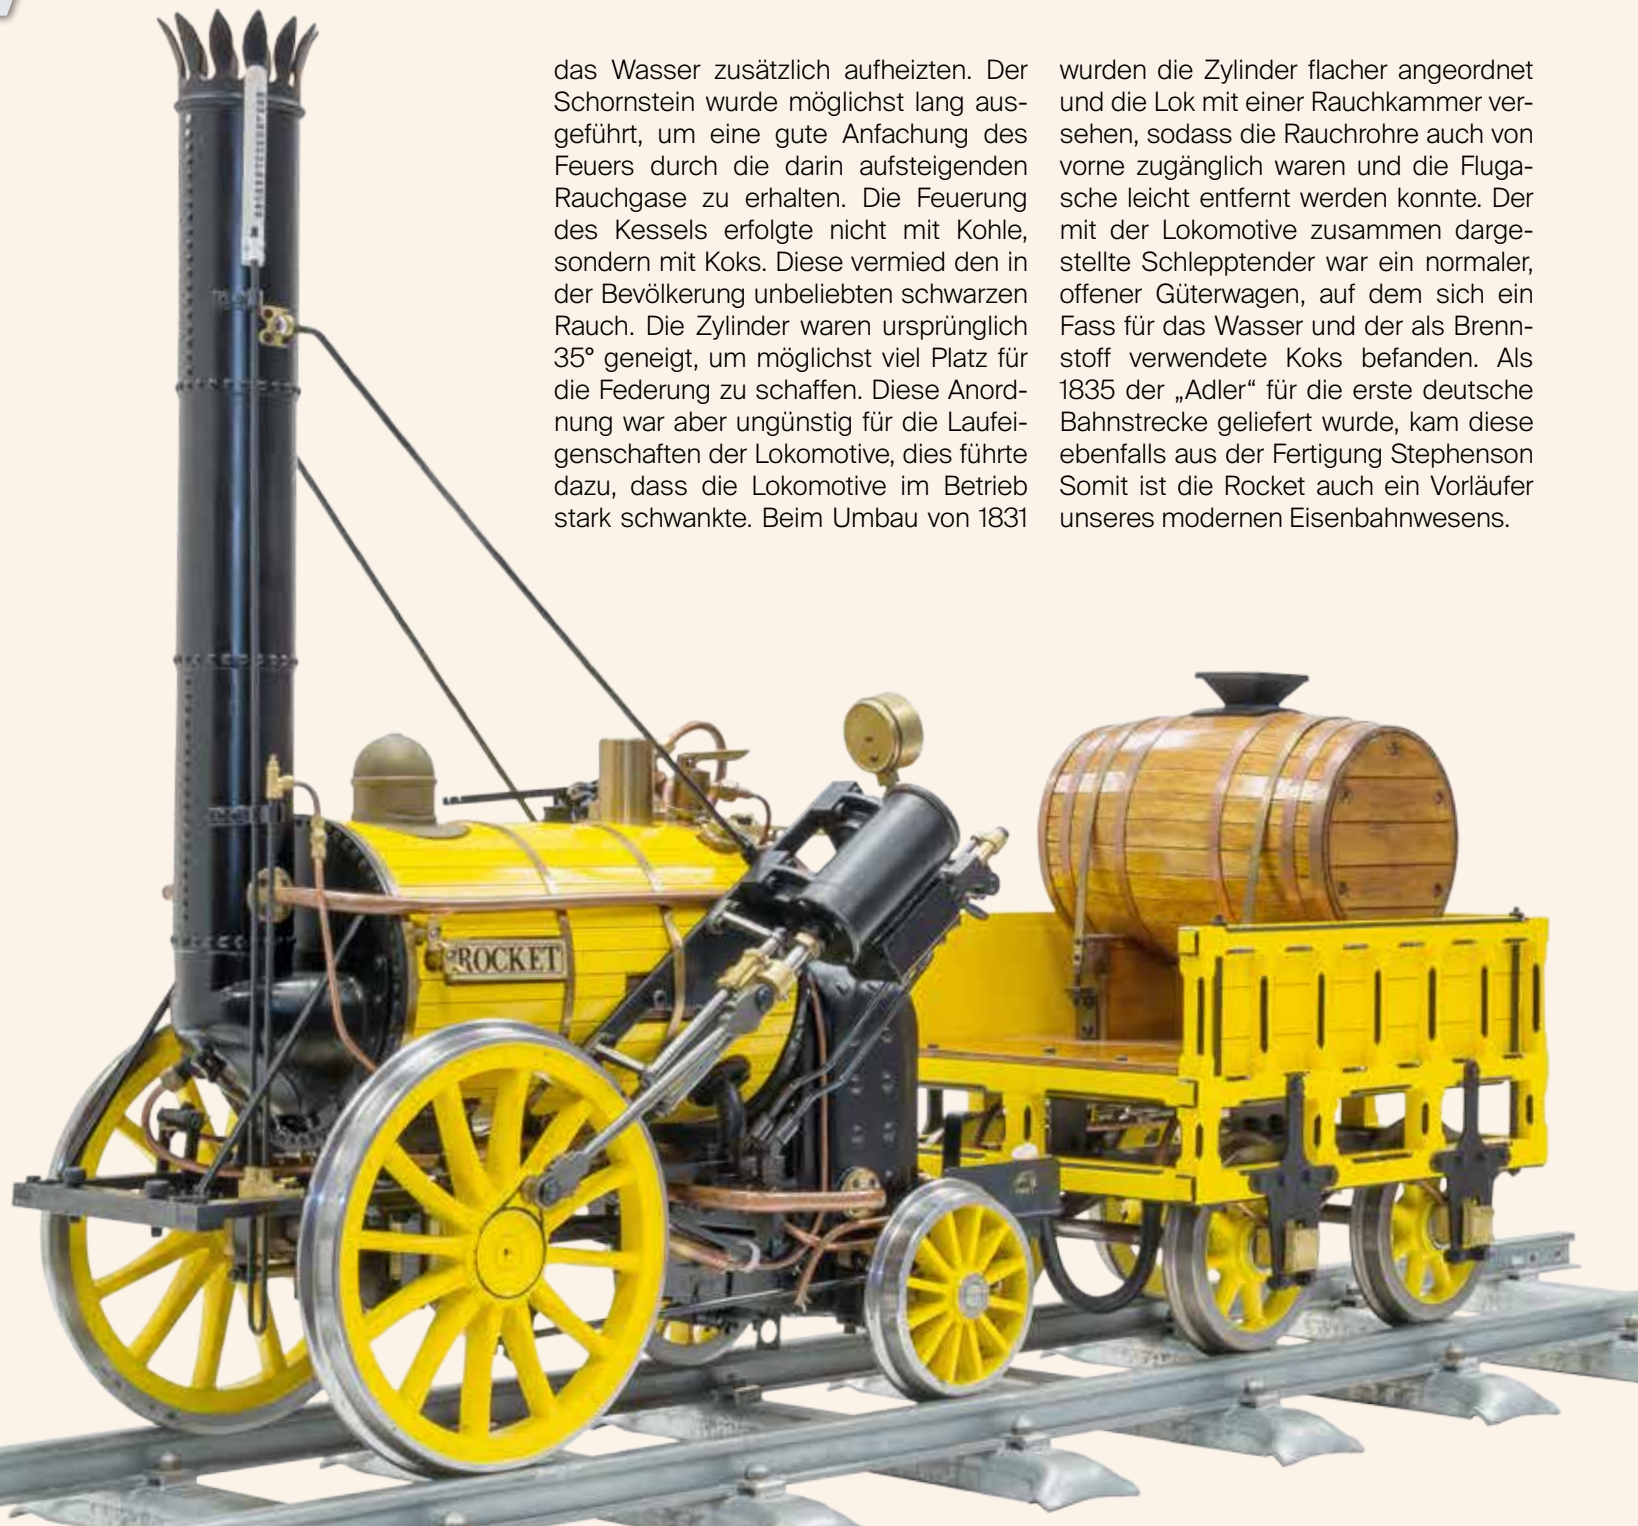 das Wasser zusätzlich aufheizten. Der
Schornstein wurde möglichst lang aus-
geführt, um eine gute Anfachung des
Feuers durch die darin aufsteigenden
Rauchgase zu erhalten. Die Feuerung
des Kessels erfolgte nicht mit Kohle,
sondern mit Koks. Diese vermied den in
der Bevölkerung unbeliebten schwarzen
Rauch. Die Zylinder waren ursprünglich
35° geneigt, um möglichst viel Platz für
die Federung zu schaffen. Diese Anord-
nung war aber ungünstig für die Laufei-
genschaften der Lokomotive, dies führte
dazu, dass die Lokomotive im Betrieb
stark schwankte. Beim Umbau von 1831
wurden die Zylinder flacher angeordnet
und die Lok mit einer Rauchkammer ver-
sehen, sodass die Rauchrohre auch von
vorne zugänglich waren und die Fluga-
sche leicht entfernt werden konnte. Der
mit der Lokomotive zusammen darge-
stellte Schlepptender war ein normaler,
offener Güterwagen, auf dem sich ein
Fass für das Wasser und der als Brenn-
stoff verwendete Koks befanden. Als
1835 der „Adler“ für die erste deutsche
Bahnstrecke geliefert wurde, kam diese
ebenfalls aus der Fertigung Stephenson
Somit ist die Rocket auch ein Vorläufer
unseres modernen Eisenbahnwesens.
ROCKET